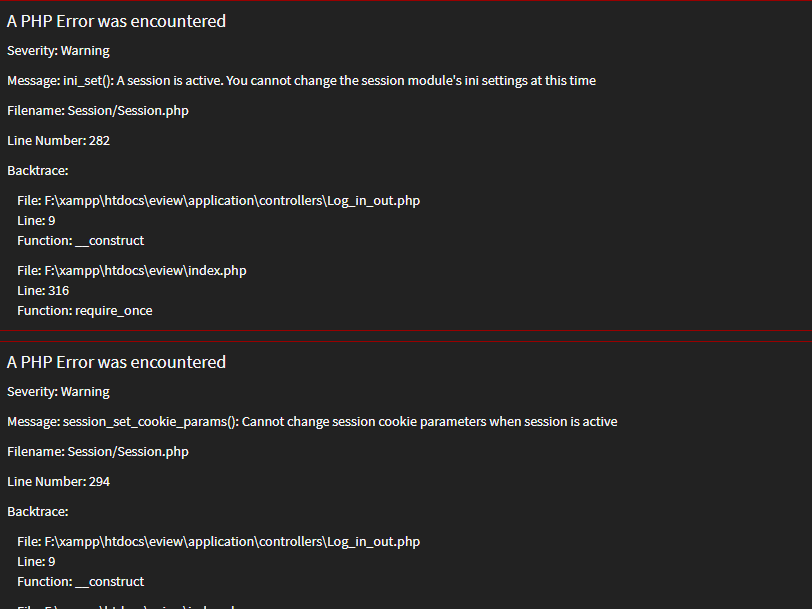 A PHP Error was encountered
Severity: Warning
Message: ini_set(): A session is active. You cannot change the session module's ini settings at this time
Filename: Session/Session.php
Line Number: 282
Backtrace:
File: F:\xampp\htdocs\eview\application\controllers\Log_in_out.php
Line: 9
Function: __construct
File: F:\xampp\htdocs\eview\index.php
Line: 316
Function: require_once
A PHP Error was encountered
Severity: Warning
Message: session_set_cookie_params(): Cannot change session cookie parameters when session is active
Filename: Session/Session.php
Line Number: 294
Backtrace:
File: F:\xampp\htdocs\eview\application\controllers\Log_in_out.php
Line: 9
Function: __construct